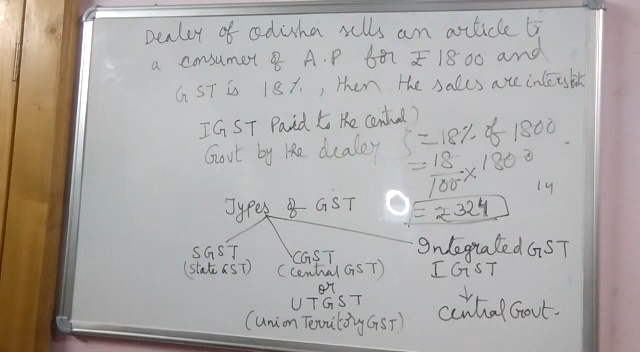 Dealer of Odisha sells an article to
a consumer of A.P for ₹1800 and
GST is 18%, then the sales are interstate
IGST Paid to the central
Govt by the dealer } = 18% of 1800.
= 18/100 × 1800
= ₹324
14
Types of GST
SGST
(state GST)
CGST
(central GST)
or
UTGST
(Union Territory GST)
Integrated GST
IGST
↓
central Govt.